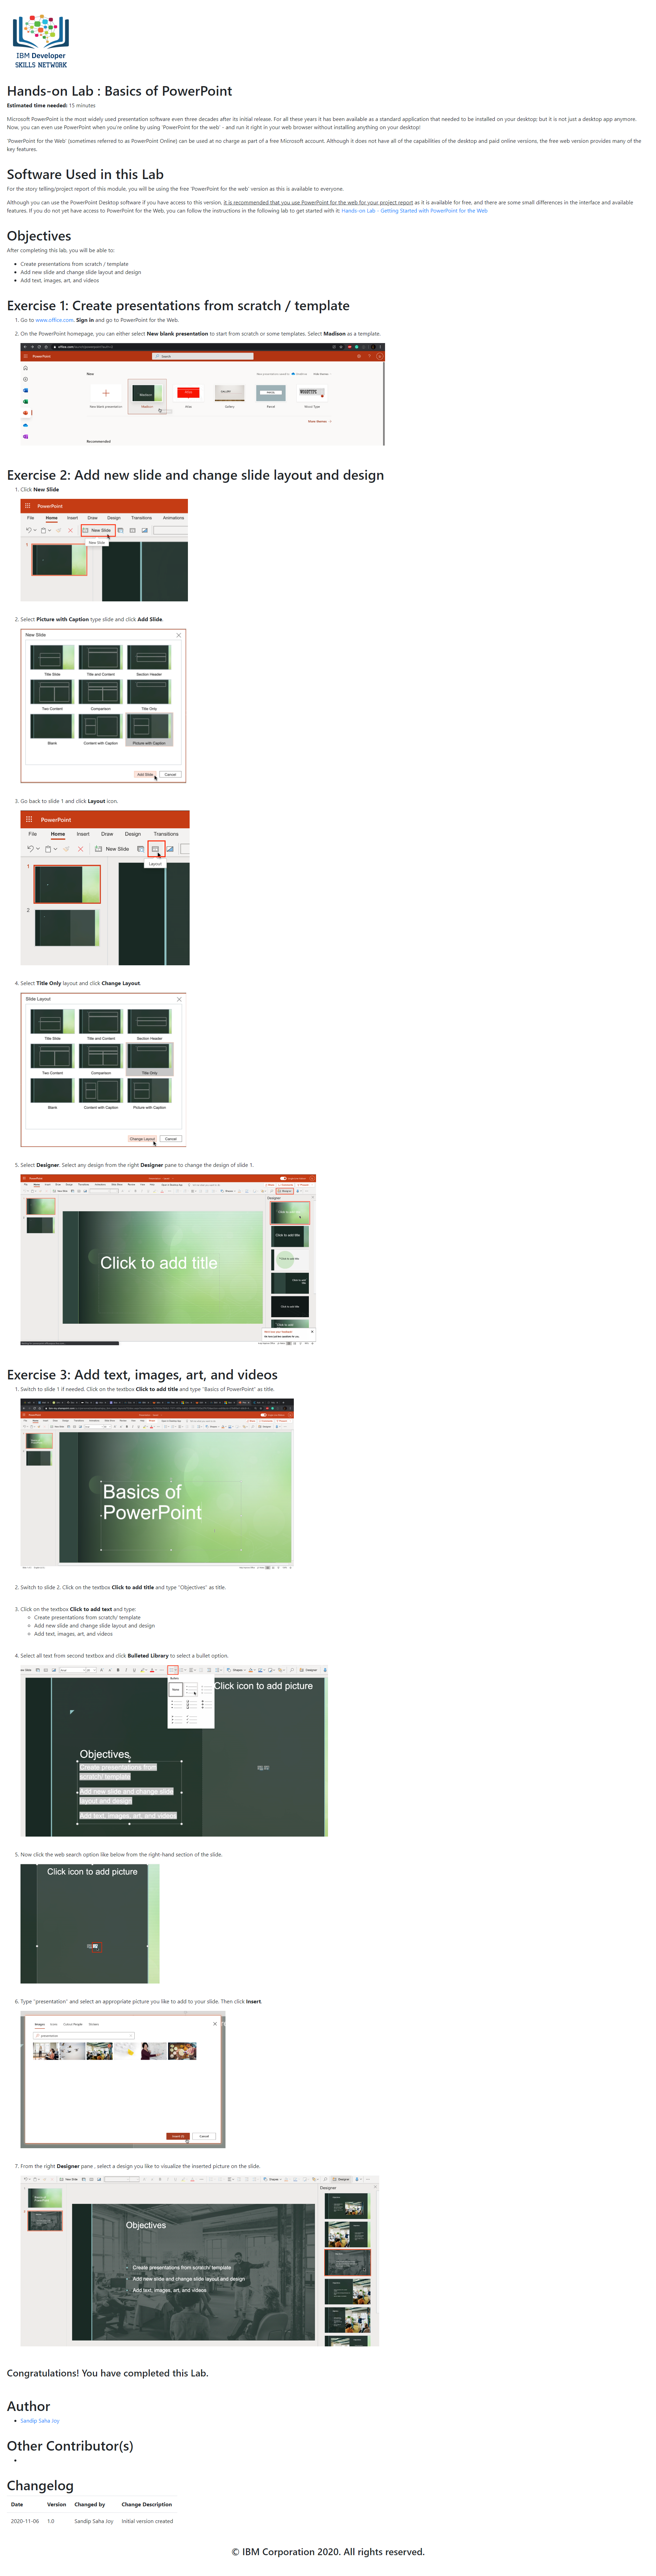 IBM Developer
SKILLS NETWORK
Hands-on Lab : Basics of PowerPoint
Estimated time needed: 15 minutes
Microsoft PowerPoint is the most widely used presentation software even three decades after its initial release. For all these years it has been available as a standard application that needed to be installed on your desktop; but it is not just a desktop app anymore.
Now, you can even use PowerPoint when you're online by using 'PowerPoint for the web' - and run it right in your web browser without installing anything on your desktop!
'PowerPoint for the Web' (sometimes referred to as PowerPoint Online) can be used at no charge as part of a free Microsoft account. Although it does not have all of the capabilities of the desktop and paid online versions, the free web version provides many of the
key features.
Software Used in this Lab
For the story telling/project report of this module, you will be using the free 'PowerPoint for the web' version as this is available to everyone.
Although you can use the PowerPoint Desktop software if you have access to this version, it is recommended that you use PowerPoint for the web for your project report as it is available for free, and there are some small differences in the interface and available
features. If you do not yet have access to PowerPoint for the Web, you can follow the instructions in the following lab to get started with it: Hands-on Lab - Getting Started with PowerPoint for the Web
Objectives
After completing this lab, you will be able to:
• Create presentations from scratch / template
• Add new slide and change slide layout and design
• Add text, images, art, and videos
Exercise 1: Create presentations from scratch / template
1. Go to www.office.com. Sign in and go to PowerPoint for the Web.
2. On the PowerPoint homepage, you can either select New blank presentation to start from scratch or some templates. Select Madison as a template.
PowerPoint
Search
New
New blank presentation
Madison
Atlas
Gallery
Parcel
Wood Type
Recommended
Exercise 2: Add new slide and change slide layout and design
1. Click New Slide
PowerPoint
File Home Insert Draw Design Transitions Animations
New Slide
New Slide
1
2. Select Picture with Caption type slide and click Add Slide.
New Slide
Title Slide Title and Content Section Header
Two Content Comparison Title Only
Blank Content with Caption Picture with Caption
Add Slide Cancel
3. Go back to slide 1 and click Layout icon.
PowerPoint
File Home Insert Draw Design Transitions
New Slide
Layout
1
2
4. Select Title Only layout and click Change Layout.
Slide Layout
Title Slide Title and Content Section Header
Two Content Comparison Title Only
Blank Content with Caption Picture with Caption
Change Layout Cancel
5. Select Designer. Select any design from the right Designer pane to change the design of slide 1.
Designer
Click to add title
Click to add title
Click to add title
Click to add title
Exercise 3: Add text, images, art, and videos
1. Switch to slide 1 if needed. Click on the textbox Click to add title and type "Basics of PowerPoint" as title.
Basics of
PowerPoint
2. Switch to slide 2. Click on the textbox Click to add title and type "Objectives" as title.
3. Click on the textbox Click to add text and type:
Create presentations from scratch/ template
Add new slide and change slide layout and design
Add text, images, art, and videos
4. Select all text from second textbox and click Bulleted Library to select a bullet option.
Click icon to add picture
Objectives
Create presentations from
scratch/ template
Add new slide and change slide
layout and design
Add text, images, art, and videos
5. Now click the web search option like below from the right-hand section of the slide.
Click icon to add picture
6. Type "presentation" and select an appropriate picture you like to add to your slide. Then click Insert.
Images Icons Cutout People Stickers
presentation
Insert (1) Cancel
7. From the right Designer pane , select a design you like to visualize the inserted picture on the slide.
Designer
Objectives
Create presentations from scratch/ template
Add new slide and change slide layout and design
Add text, images, art, and videos
Congratulations! You have completed this Lab.
Author
• Sandip Saha Joy
Other Contributor(s)
•
Changelog
Date Version Changed by Change Description
2020-11-06 1.0 Sandip Saha Joy Initial version created
© IBM Corporation 2020. All rights reserved.